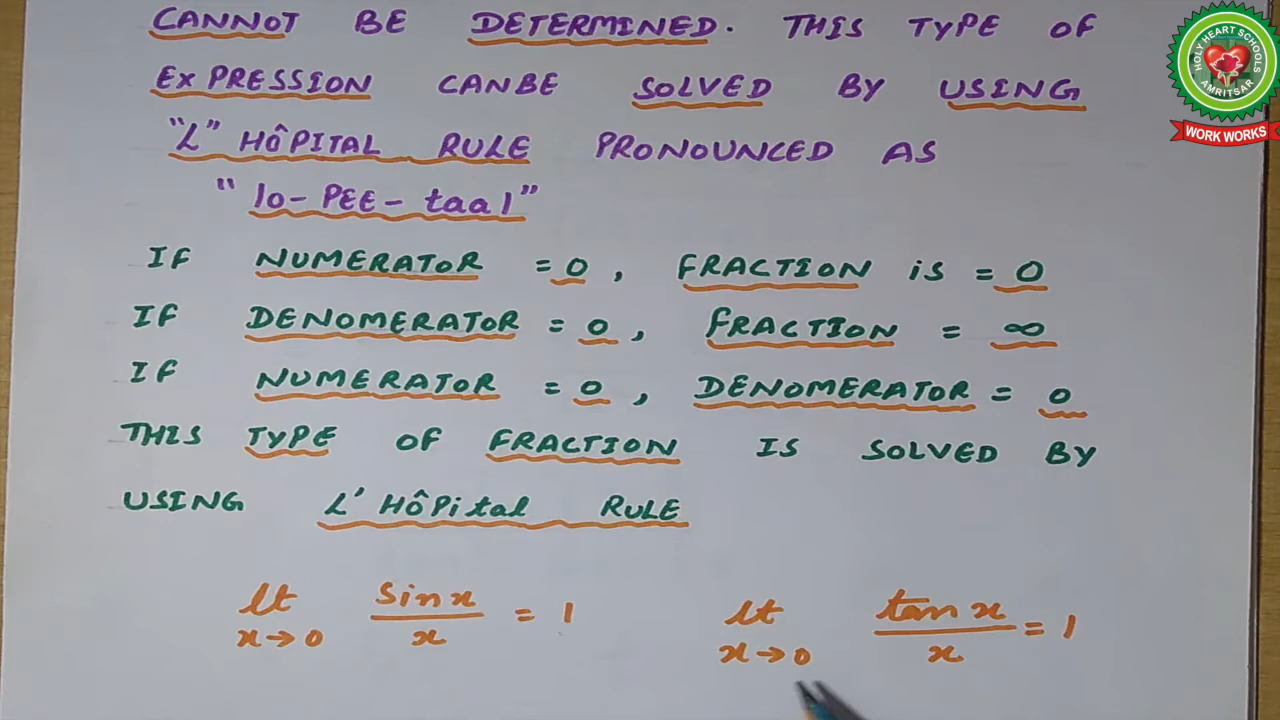 CANNOT BE DETERMINED. THIS TYPE OF
EXPRESSION CANBE SOLVED BY USING
"L" HÔPITAL RULE PRONOUNCED AS
"lo-PEE-taal"
IF NUMERATOR = 0, FRACTION is = 0
IF DENOMERATOR = 0, FRACTION = ∞
IF NUMERATOR = 0, DENOMERATOR = 0
THIS TYPE OF FRACTION IS SOLVED BY
USING L' HÔPital RULE
lt x→0 sinx/x = 1
lt x→0 tanx/x = 1
HOLY HEART SCHOOLS
AMRITSAR
WORK WORKS